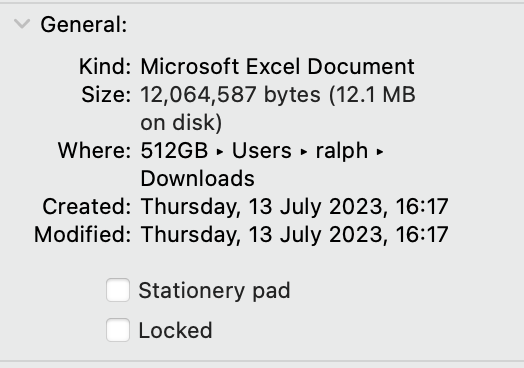 General:
Kind: Microsoft Excel Document
Size: 12,064,587 bytes (12.1 MB
on disk)
Where: 512GB ▸ Users ▸ ralph ▸
Downloads
Created: Thursday, 13 July 2023, 16:17
Modified: Thursday, 13 July 2023, 16:17
Stationery pad
Locked